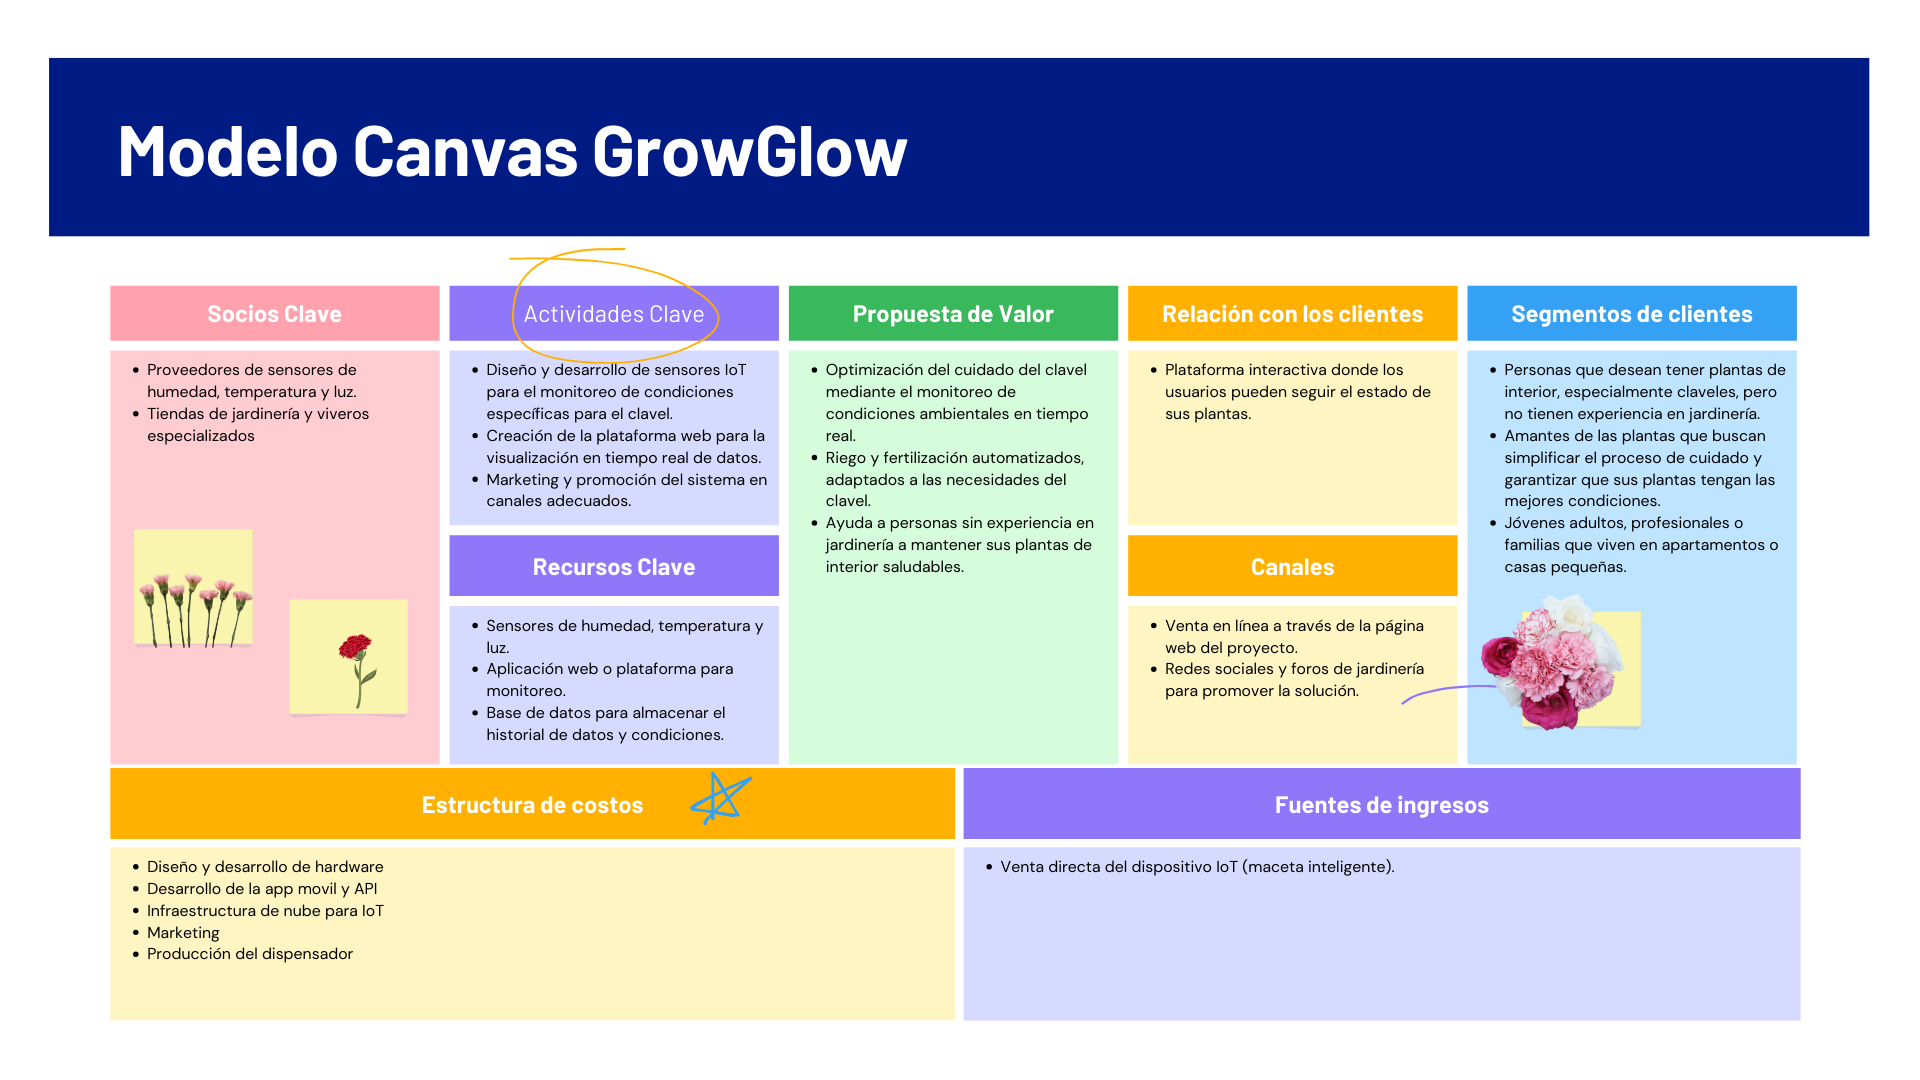 Modelo Canvas GrowGlow
Socios Clave
Proveedores de sensores de
humedad, temperatura y luz.
Tiendas de jardinería y viveros
especializados
Actividades Clave
Diseño y desarrollo de sensores IoT
para el monitoreo de condiciones
específicas para el clavel.
Creación de la plataforma web para la
visualización en tiempo real de datos.
Marketing y promoción del sistema en
canales adecuados.
Recursos Clave
Sensores de humedad, temperatura y
luz.
Aplicación web o plataforma para
monitoreo.
Base de datos para almacenar el
historial de datos y condiciones.
Propuesta de Valor
Optimización del cuidado del clavel
mediante el monitoreo de
condiciones ambientales en tiempo
real.
Riego y fertilización automatizados,
adaptados a las necesidades del
clavel.
Ayuda a personas sin experiencia en
jardinería a mantener sus plantas de
interior saludables.
Relación con los clientes
Plataforma interactiva donde los
usuarios pueden seguir el estado de
sus plantas.
Canales
Venta en línea a través de la página
web del proyecto.
Redes sociales y foros de jardinería
para promover la solución.
Segmentos de clientes
Personas que desean tener plantas de
interior, especialmente claveles, pero
no tienen experiencia en jardinería.
Amantes de las plantas que buscan
simplificar el proceso de cuidado y
garantizar que sus plantas tengan las
mejores condiciones.
Jóvenes adultos, profesionales o
familias que viven en apartamentos o
casas pequeñas.
Estructura de costos
Diseño y desarrollo de hardware
Desarrollo de la app movil y API
Infraestructura de nube para IoT
Marketing
Producción del dispensador
Fuentes de ingresos
Venta directa del dispositivo IoT (maceta inteligente).